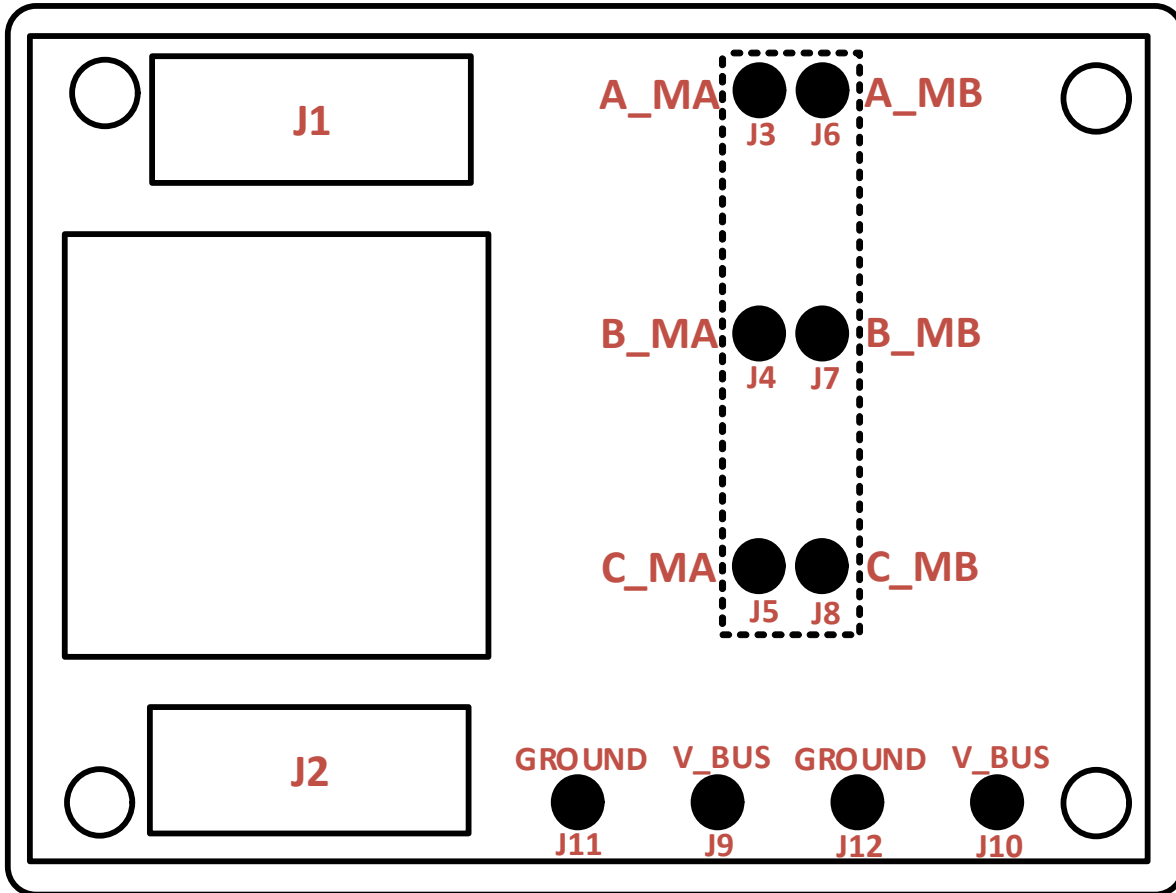 J1
A_MA
A_MB
J3
J6
B_MA
B_MB
J4
J7
C_MA
C_MB
J5
J8
J2
GROUND
V_BUS
GROUND
V_BUS
J11
J9
J12
J10